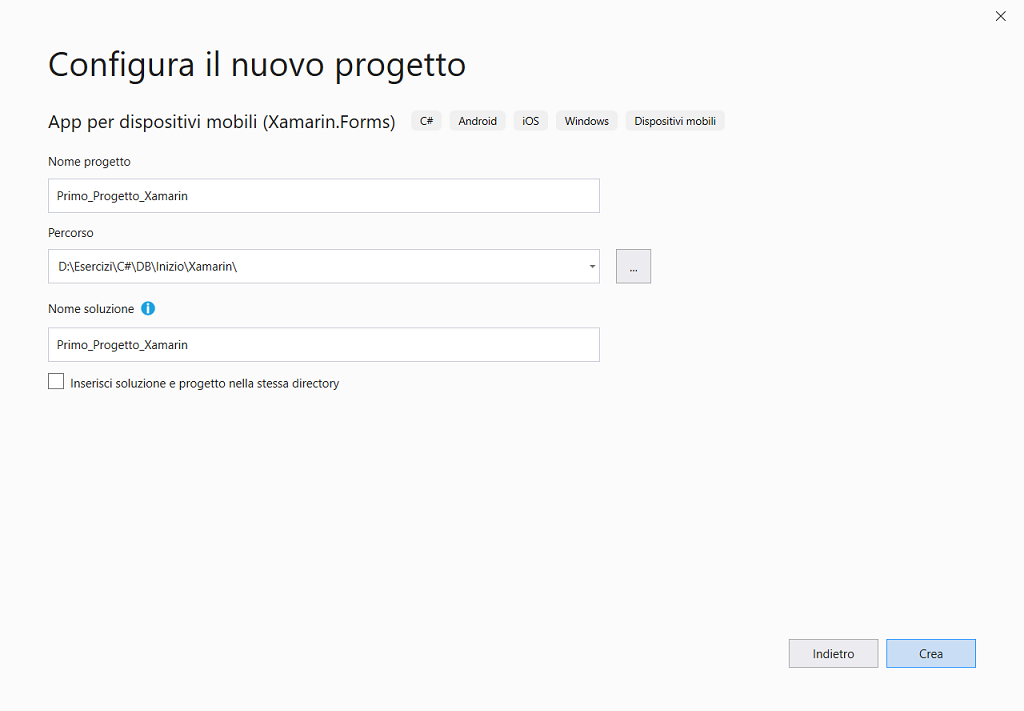 Configura il nuovo progetto
App per dispositivi mobili (Xamarin.Forms) C# Android iOS Windows Dispositivi mobili
Nome progetto
Primo_Progetto_Xamarin
Percorso
D:\Esercizi\C#\DB\Inizio\Xamarin\ ...
Nome soluzione
Primo_Progetto_Xamarin
Inserisci soluzione e progetto nella stessa directory
Indietro Crea